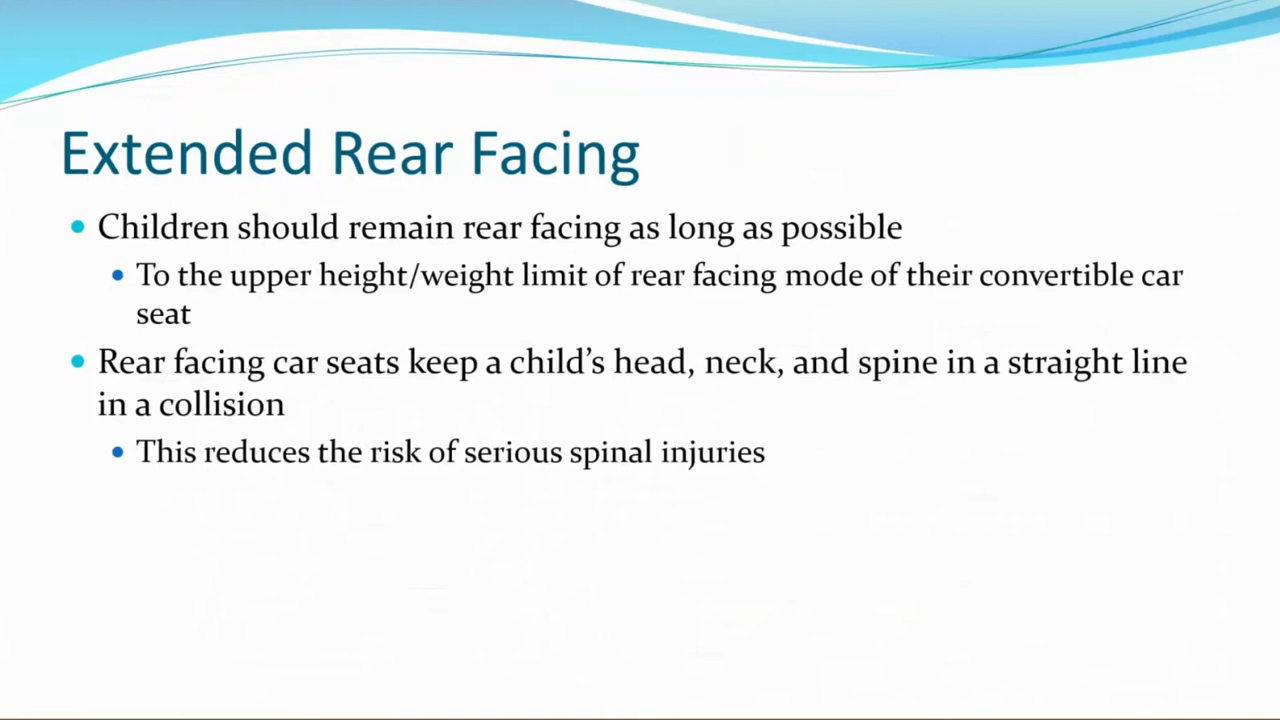 Extended Rear Facing
• Children should remain rear facing as long as possible
• To the upper height/weight limit of rear facing mode of their convertible car
seat
• Rear facing car seats keep a child’s head, neck, and spine in a straight line
in a collision
• This reduces the risk of serious spinal injuries